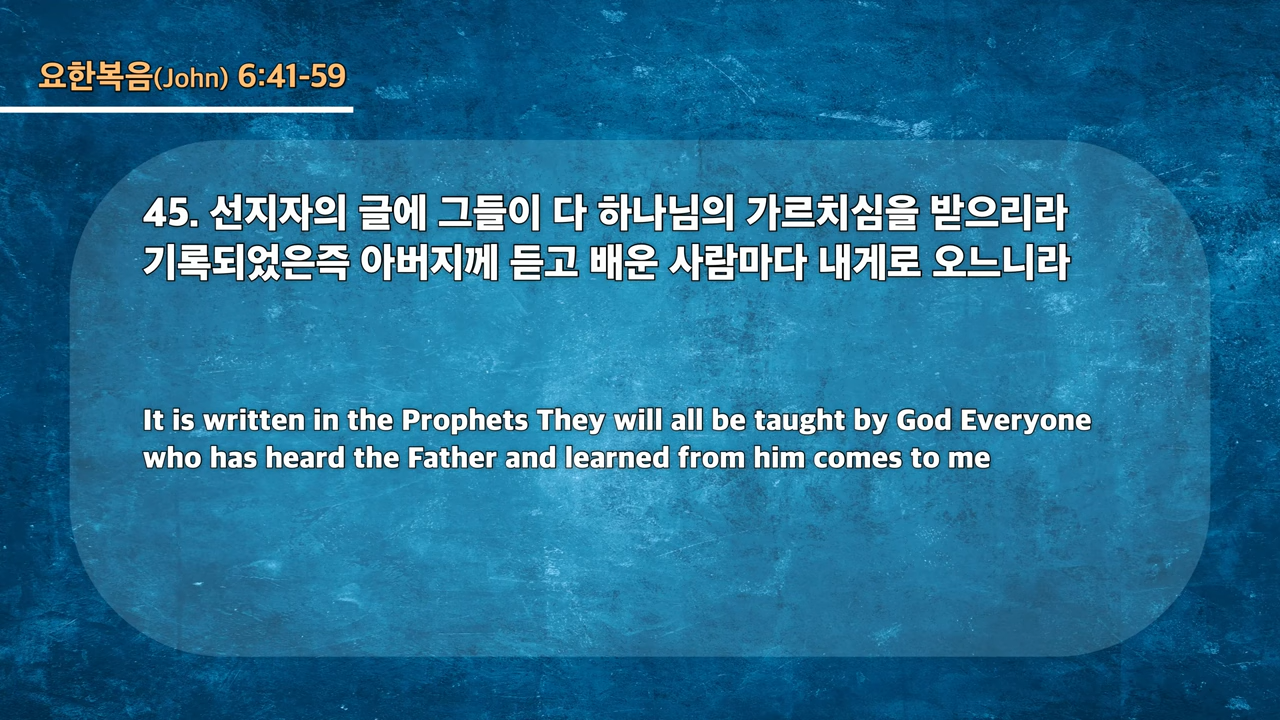 요한복음(John) 6:41-59
45. 선지자의 글에 그들이 다 하나님의 가르치심을 받으리라
기록되었은즉 아버지께 듣고 배운 사람마다 내게로 오느니라
It is written in the Prophets They will all be taught by God Everyone
who has heard the Father and learned from him comes to me